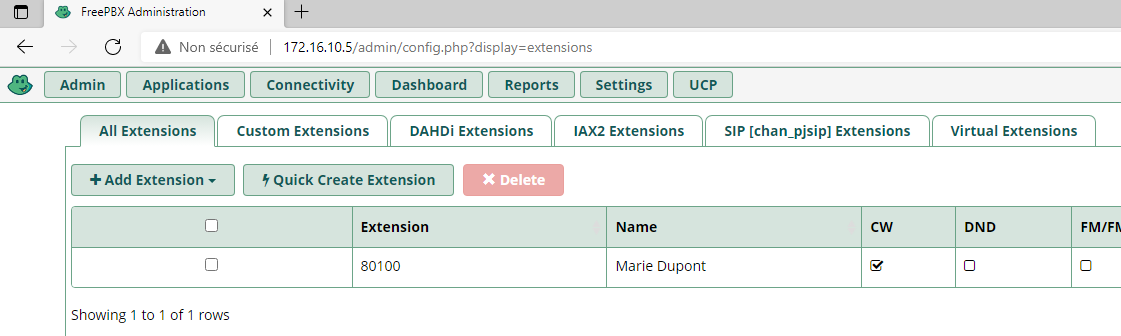 FreePBX Administration
Non sécurisé 172.16.10.5/admin/config.php?display=extensions
Admin Applications Connectivity Dashboard Reports Settings UCP
All Extensions Custom Extensions DAHDi Extensions IAX2 Extensions SIP [chan_pjsip] Extensions Virtual Extensions
Add Extension Quick Create Extension Delete
Extension Name CW DND FM/FM
80100 Marie Dupont
Showing 1 to 1 of 1 rows